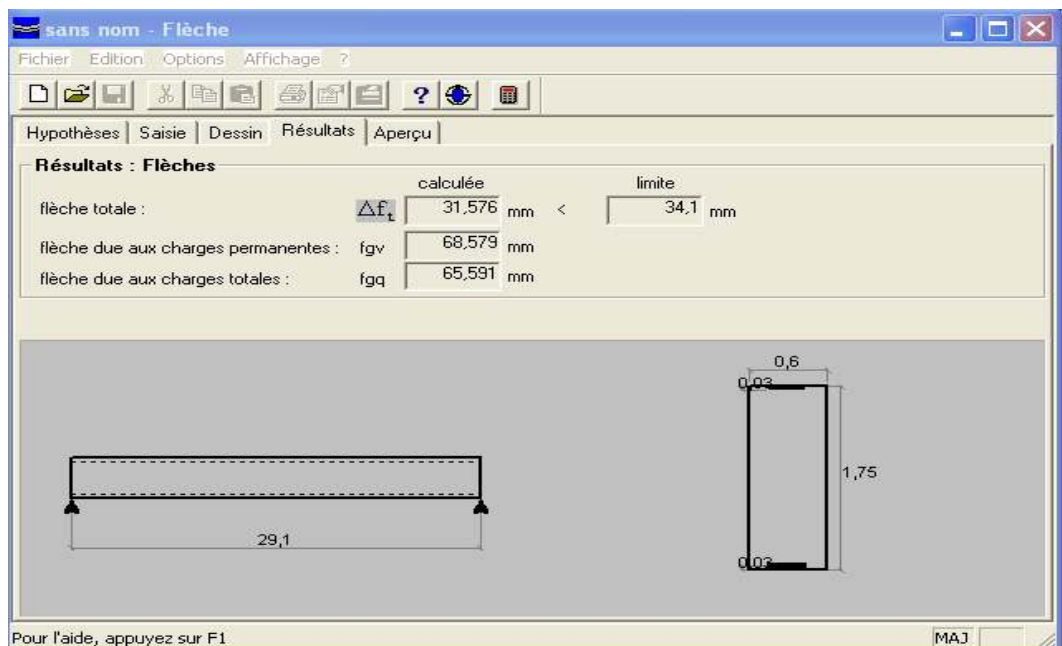 sans nom - Flèche
Fichier Edition Options Affichage ?
Hypothèses Saisie Dessin Résultats Aperçu
Résultats : Flèches
calculée limite
flèche totale : Δft 31,576 mm < 34,1 mm
flèche due aux charges permanentes : fgv 68,579 mm
flèche due aux charges totales : fgq 65,591 mm
0,6
0,03
1,75
29,1
0,03
Pour l'aide, appuyez sur F1 MAJ